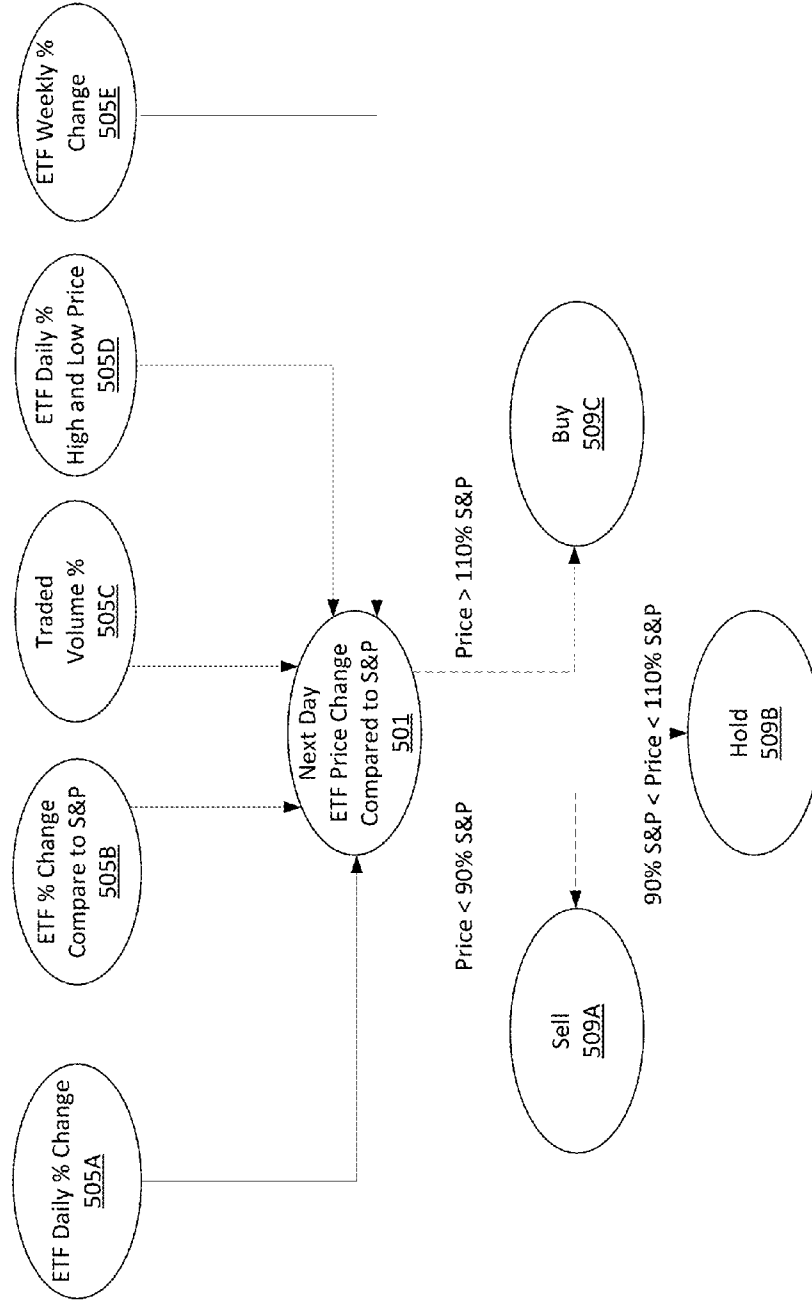 ETF Daily % Change
505A
ETF % Change
Compare to S&P
505B
Traded
Volume %
505C
ETF Daily %
High and Low Price
505D
ETF Weekly %
Change
505E
Next Day
ETF Price Change
Compared to S&P
501
Price < 90% S&P
Price > 110% S&P
Sell
509A
90% S&P < Price < 110% S&P
Buy
509C
Hold
509B